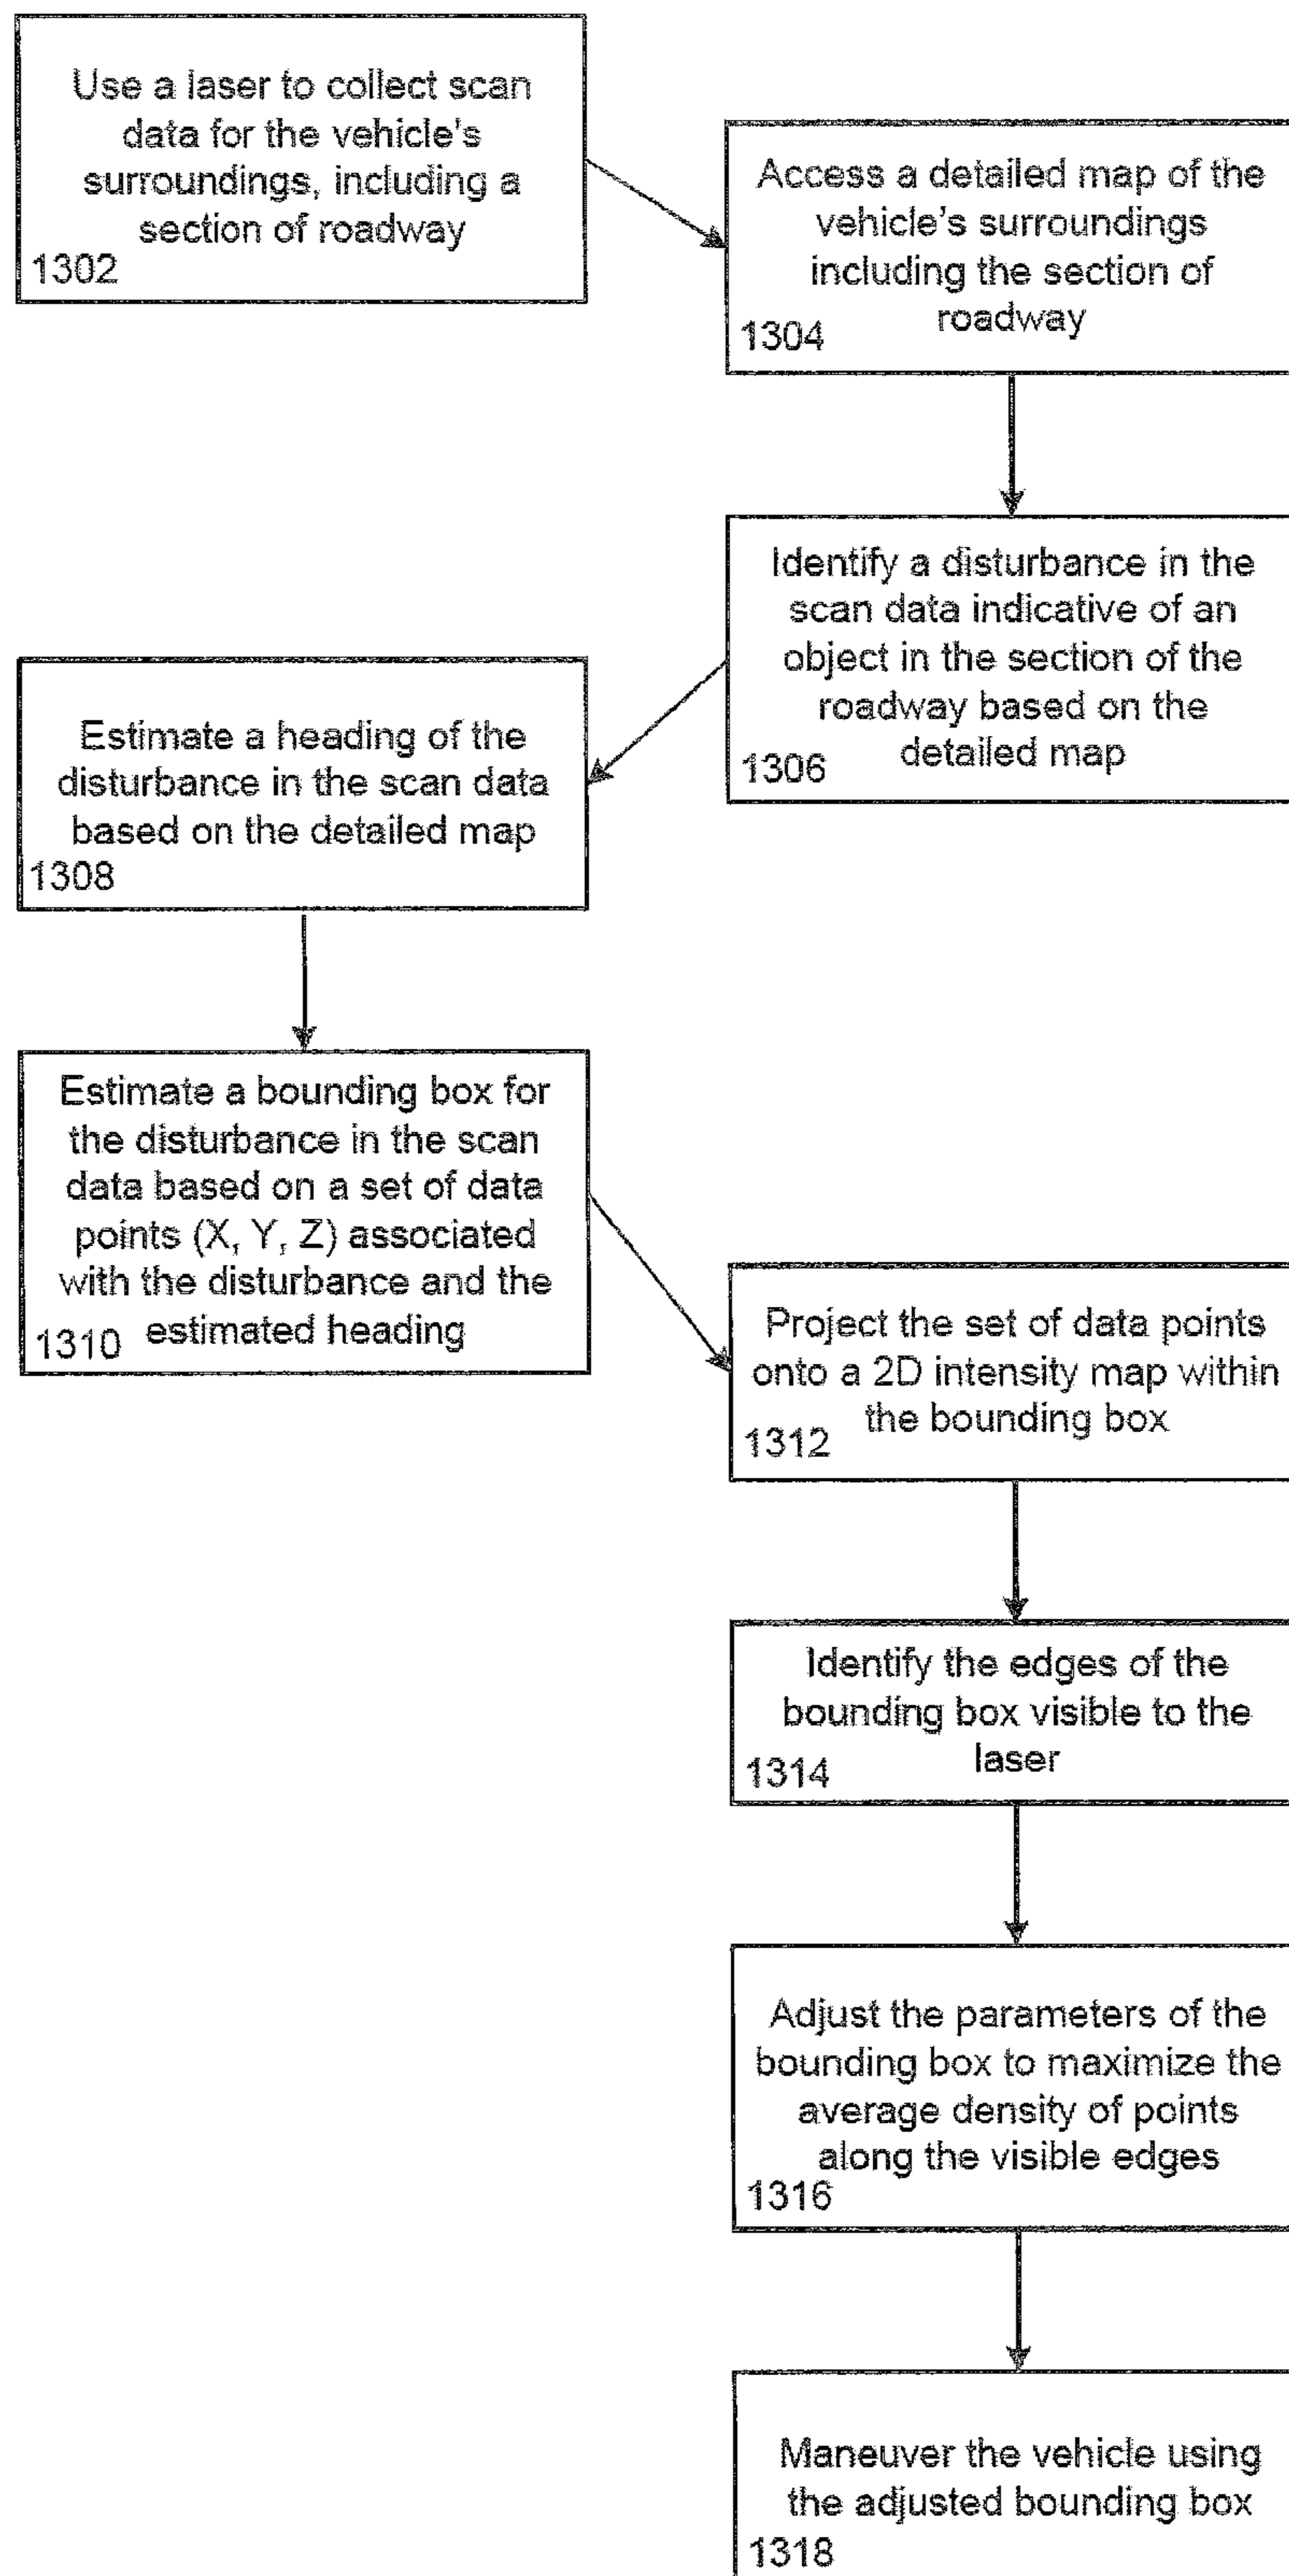 Use a laser to collect scan
data for the vehicle's
surroundings, including a
section of roadway
1302
Access a detailed map of the
vehicle's surroundings
including the section of
roadway
1304
Identify a disturbance in the
scan data indicative of an
object in the section of the
roadway based on the
detailed map
1306
Estimate a heading of the
disturbance in the scan data
based on the detailed map
1308
Estimate a bounding box for
the disturbance in the scan
data based on a set of data
points (X, Y, Z) associated
with the disturbance and the
1310 estimated heading
Project the set of data points
onto a 2D intensity map within
the bounding box
1312
Identify the edges of the
bounding box visible to the
laser
1314
Adjust the parameters of the
bounding box to maximize the
average density of points
along the visible edges
1316
Maneuver the vehicle using
the adjusted bounding box
1318